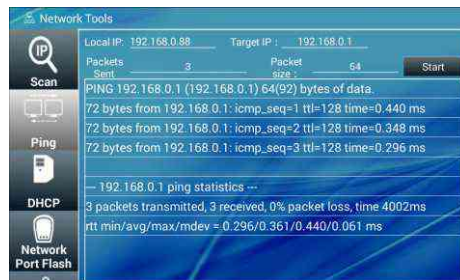 Network Tools
Local IP: 192.168.0.88 Target IP : 192.168.0.1
Packets Sent 3 Packet size : 64 Start
PING 192.168.0.1 (192.168.0.1) 64(92) bytes of data.
72 bytes from 192.168.0.1: icmp_seq=1 ttl=128 time=0.440 ms
72 bytes from 192.168.0.1: icmp_seq=2 ttl=128 time=0.348 ms
72 bytes from 192.168.0.1: icmp_seq=3 ttl=128 time=0.296 ms
--- 192.168.0.1 ping statistics ---
3 packets transmitted, 3 received, 0% packet loss, time 4002ms
rtt min/avg/max/mdev = 0.296/0.361/0.440/0.061 ms
IP
Scan
Ping
DHCP
Network
Port Flash